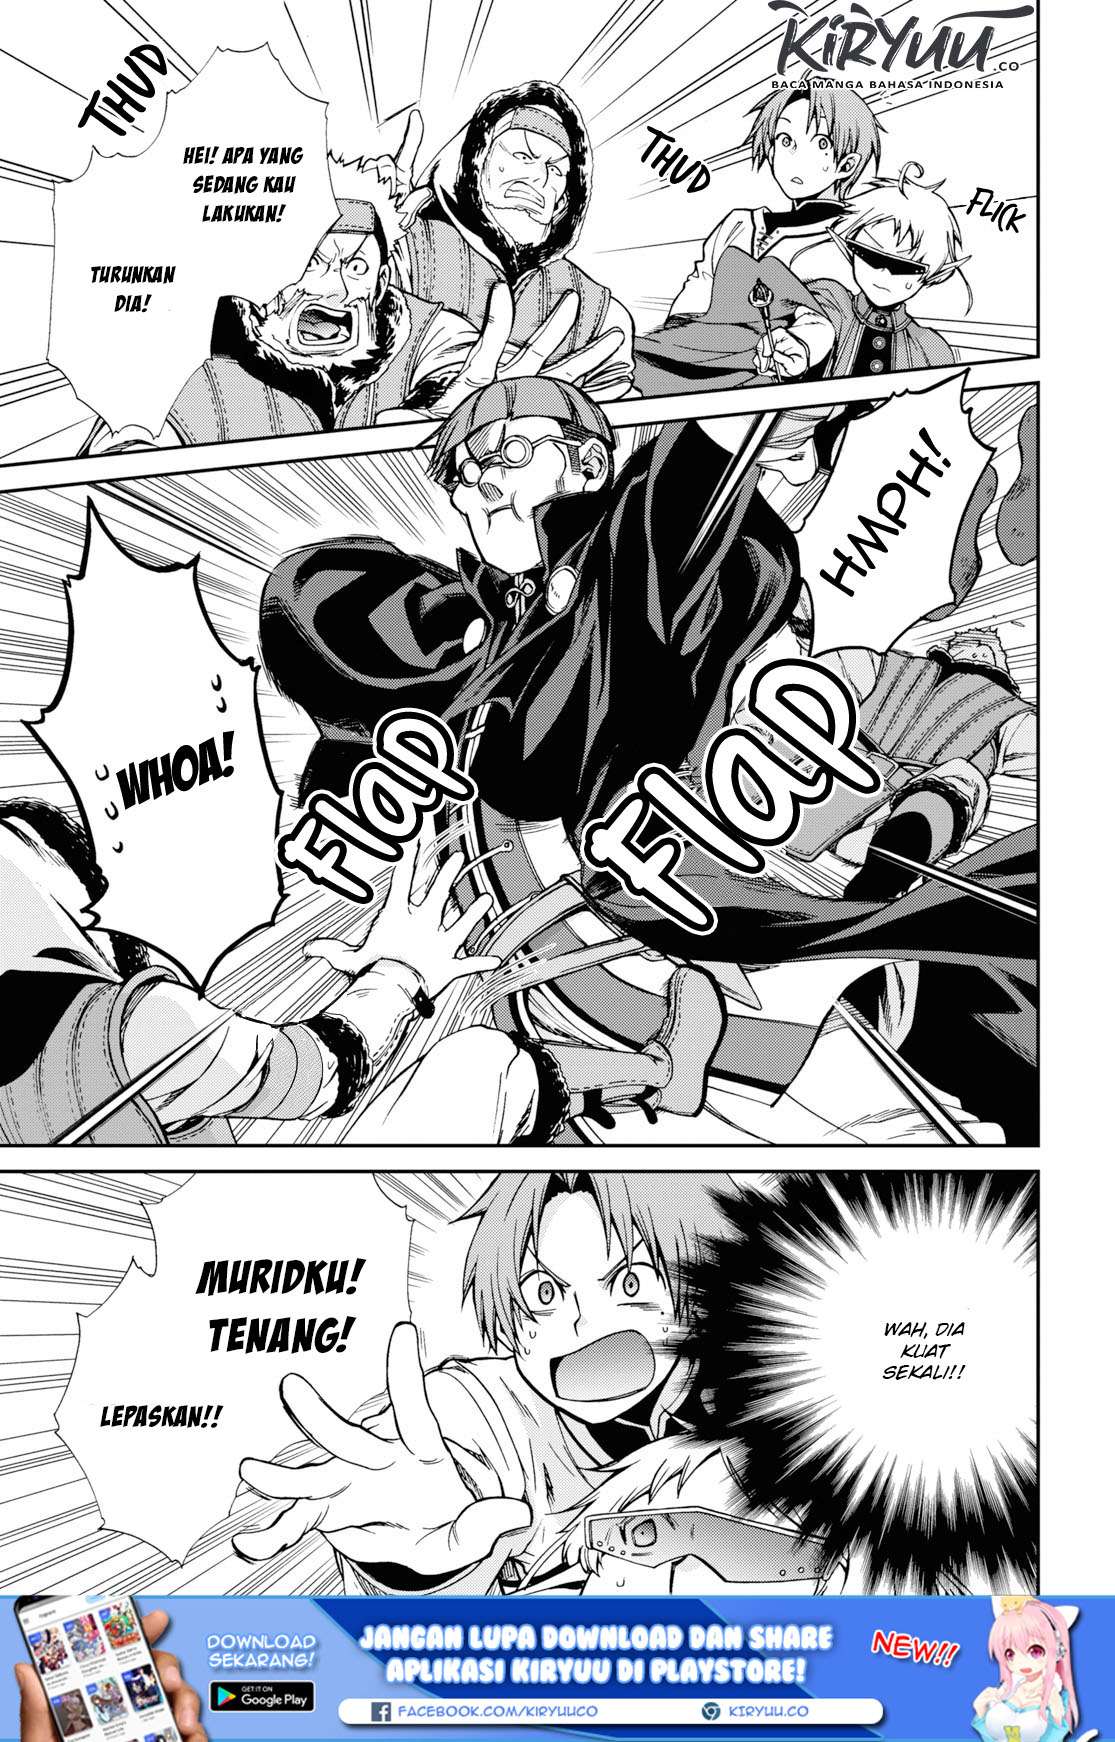 KIRYUU.CO
BACA MANGA BAHASA INDONESIA
THUD
THUD
FLICK
HEI! APA YANG
SEDANG KAU
LAKUKAN!
TURUNKAN
DIA!
HMPH!
WHOA!
FLAP
FLAP
MURIDKU!
TENANG!
LEPASKAN!!
WAH, DIA
KUAT
SEKALI!!
DOWNLOAD
SEKARANG!
GET IT ON
Google Play
JANGAN LUPA DOWNLOAD DAN SHARE
APLIKASI KIRYUU DI PLAYSTORE!
FACEBOOK.COM/KIRYUUCO
KIRYUU.CO
NEW!!